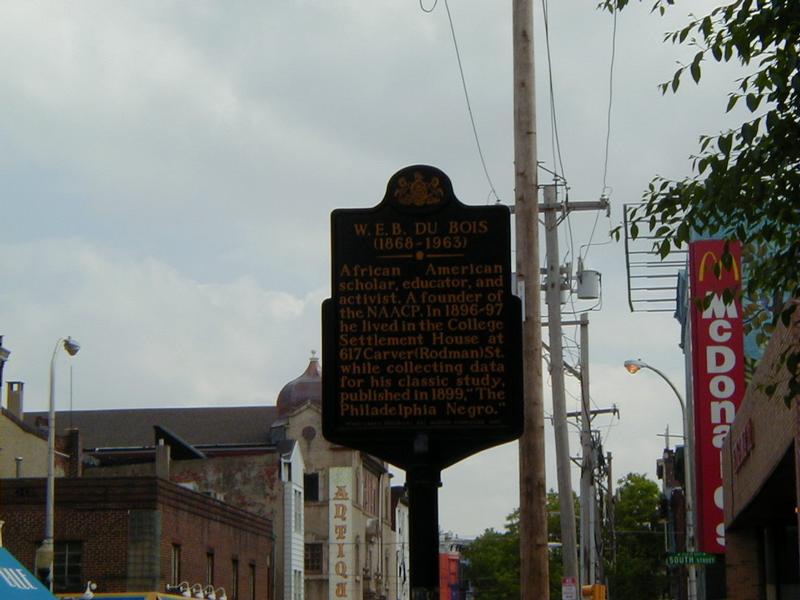 W.E.B. DU BOIS
(1868-1963)
African American
scholar, educator, and
activist. A founder of
the NAACP. In 1896-97
he lived in the College
Settlement House at
617 Carver (Rodman) St.
while collecting data
for his classic study,
published in 1899, "The
Philadelphia Negro."
ANTIQU
McDona
SOUTH STREET